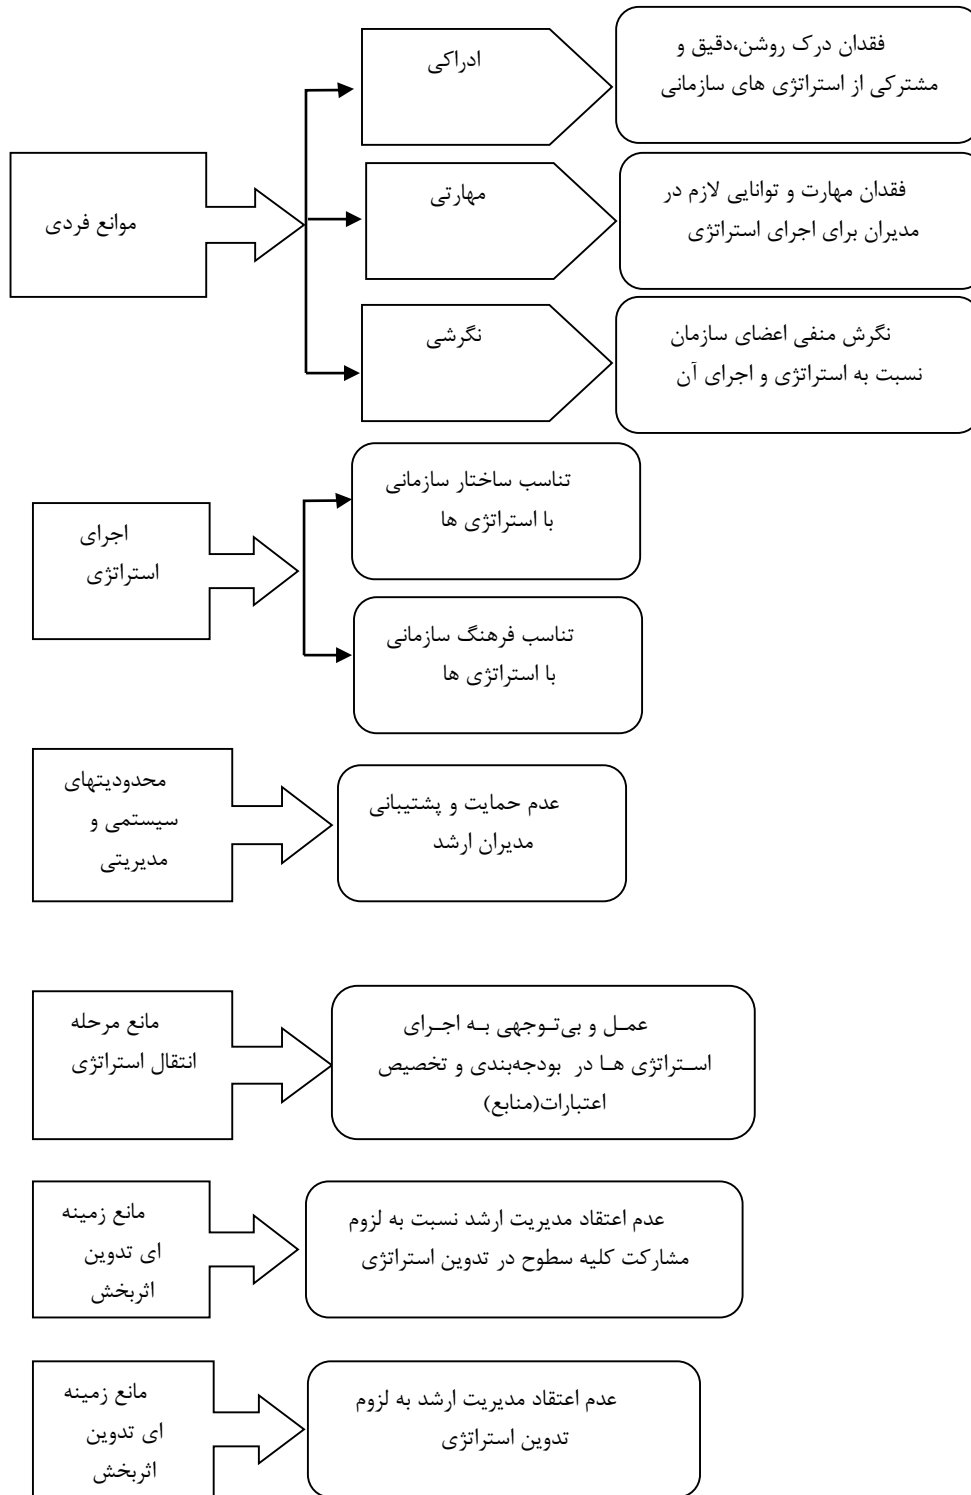 موانع فردی
ادراکی
فقدان درک روشن،دقیق و
مشترکی از استراتژی های سازمانی
مهارتی
فقدان مهارت و توانایی لازم در
مدیران برای اجرای استراتژی
نگرشی
نگرش منفی اعضای سازمان
نسبت به استراتژی و اجرای آن
اجرای
استراتژی
تناسب ساختار سازمانی
با استراتژی ها
تناسب فرهنگ سازمانی
با استراتژی ها
محدودیتهای
سیستمی و
مدیریتی
عدم حمایت و پشتیبانی
مدیران ارشد
مانع مرحله
انتقال استراتژی
عمـل و بی‌تـوجهی بـه اجـرای
اسـتراتژی هـا در بودجه‌بندی و تخصیص
اعتبارات(منابع)
مانع زمینه
ای تدوین
اثربخش
عدم اعتقاد مدیریت ارشد نسبت به لزوم
مشارکت کلیه سطوح در تدوین استراتژی
مانع زمینه
ای تدوین
اثربخش
عدم اعتقاد مدیریت ارشد به لزوم
تدوین استراتژی